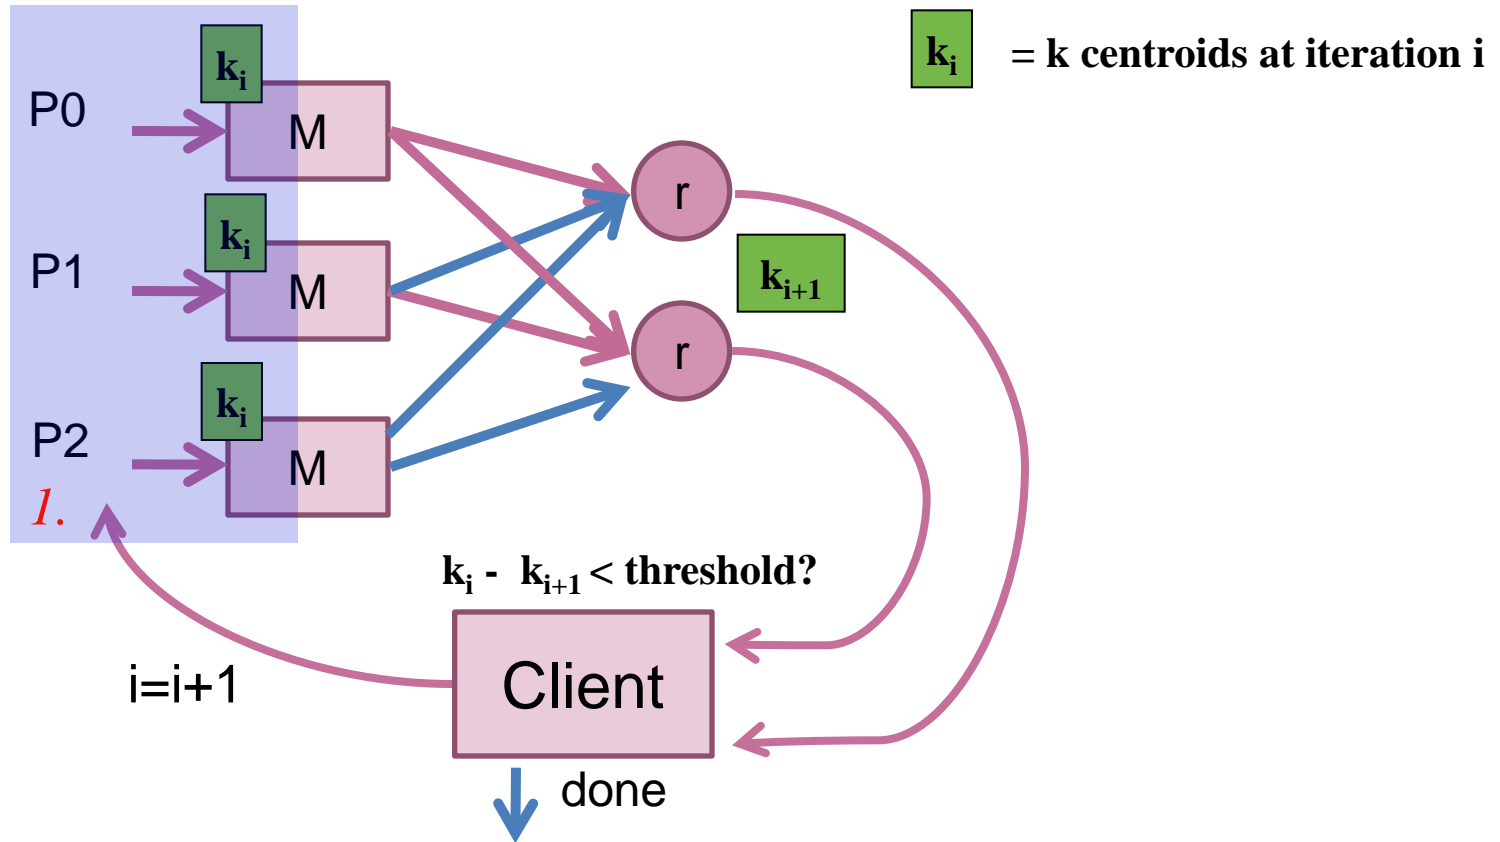 kᵢ = k centroids at iteration i
kᵢ
P0
M
r
kᵢ
P1
M
kᵢ₊₁
r
kᵢ
P2
M
1.
kᵢ - kᵢ₊₁ < threshold?
i=i+1
Client
done